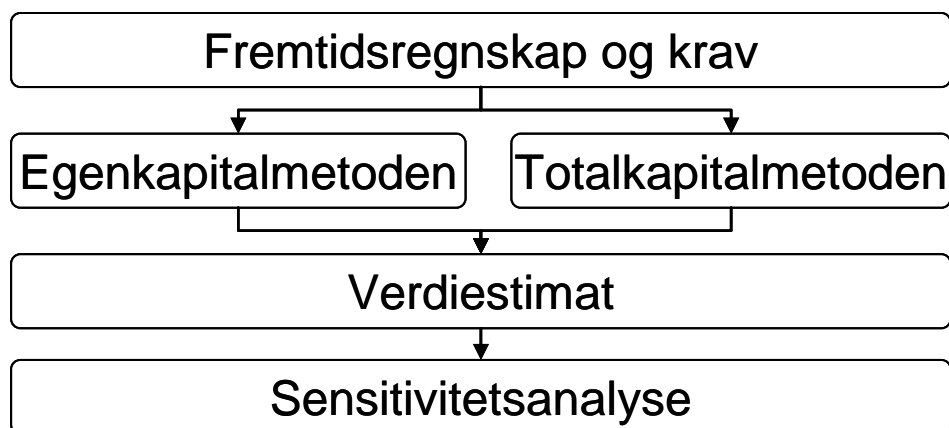 Fremtidsregnskap og krav
Egenkapitalmetoden
Totalkapitalmetoden
Verdiestimat
Sensitivitetsanalyse